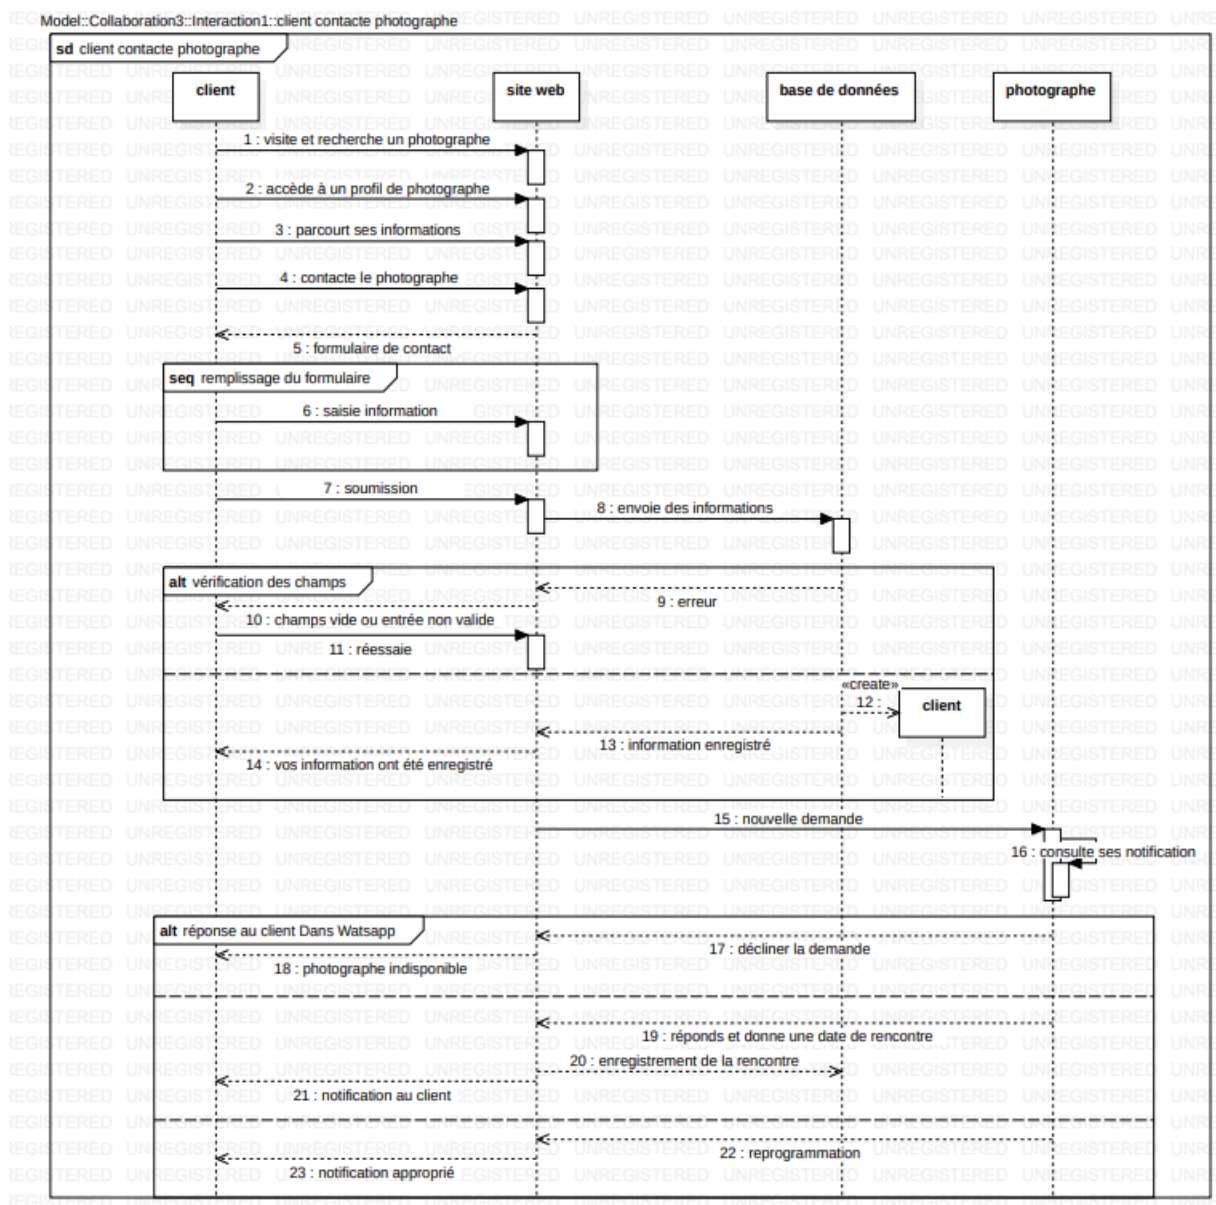 Model::Collaboration3::Interaction1::client contacte photographe
sd client contacte photographe
client
site web
base de données
photographe
1 : visite et recherche un photographe
2 : accède à un profil de photographe
3 : parcourt ses informations
4 : contacte le photographe
5 : formulaire de contact
seq remplissage du formulaire
6 : saisie information
7 : soumission
8 : envoie des informations
alt vérification des champs
9 : erreur
10 : champs vide ou entrée non valide
11 : réessaie
«create»
12 :
client
13 : information enregistré
14 : vos information ont été enregistré
15 : nouvelle demande
16 : consulte ses notification
alt réponse au client Dans Watsapp
17 : décliner la demande
18 : photographe indisponible
19 : réponds et donne une date de rencontre
20 : enregistrement de la rencontre
21 : notification au client
22 : reprogrammation
23 : notification approprié
UNREGISTERED